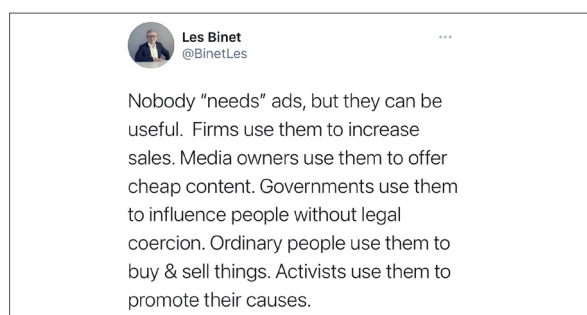 Les Binet
@BinetLes
Nobody “needs” ads, but they can be
useful.  Firms use them to increase
sales. Media owners use them to offer
cheap content. Governments use them
to influence people without legal
coercion. Ordinary people use them to
buy & sell things. Activists use them to
promote their causes.